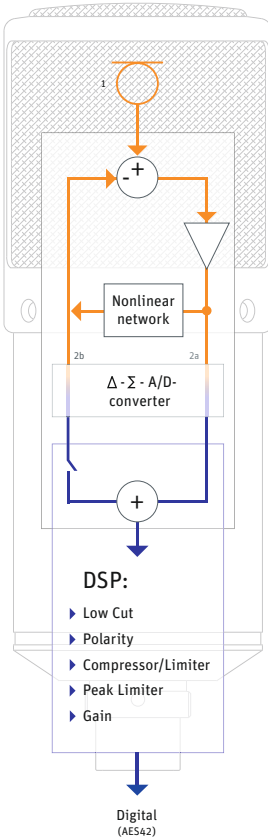 1
- +
Nonlinear
network
2b
2a
Δ - Σ - A/D-
converter
+
DSP:
Low Cut
Polarity
Compressor/Limiter
Peak Limiter
Gain
Digital
(AES42)